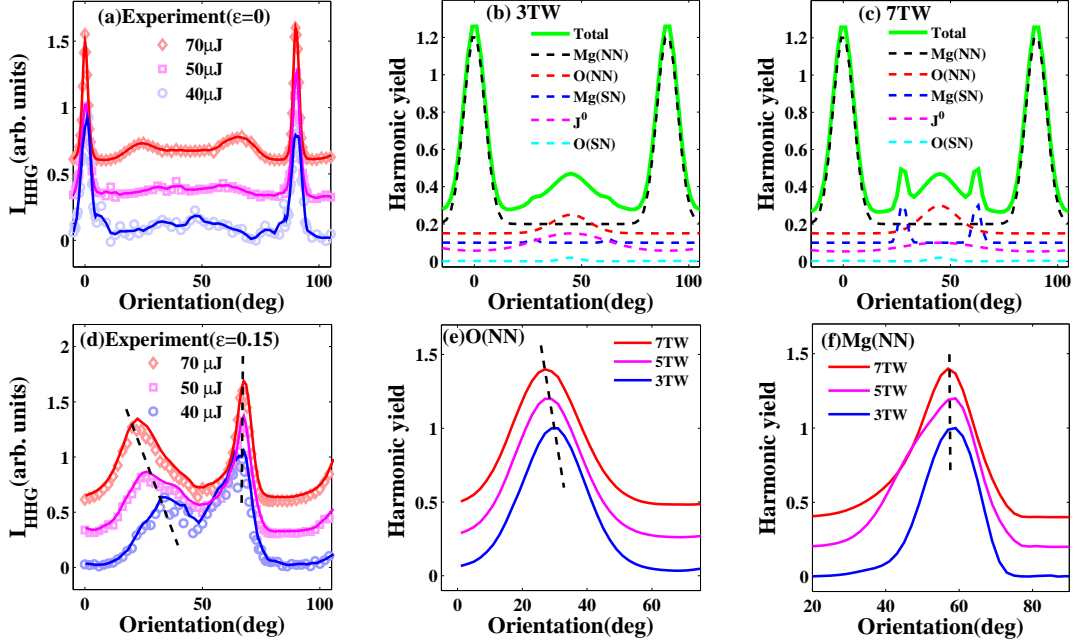 (a)Experiment(ε=0)
70μJ
50μJ
40μJ
I_HHG(arb. units)
1.5
1
0.5
0
0 50 100
Orientation(deg)
(b) 3TW
Total
Mg(NN)
O(NN)
Mg(SN)
J^0
O(SN)
Harmonic yield
1.2
1
0.8
0.6
0.4
0.2
0
0 50 100
Orientation(deg)
(c) 7TW
Total
Mg(NN)
O(NN)
Mg(SN)
J^0
O(SN)
Harmonic yield
1.2
1
0.8
0.6
0.4
0.2
0
0 50 100
Orientation(deg)
(d)Experiment(ε=0.15)
70 μJ
50 μJ
40 μJ
I_HHG(arb. units)
2
1.5
1
0.5
0
0 50 100
Orientation(deg)
(e)O(NN)
7TW
5TW
3TW
Harmonic yield
1.5
1
0.5
0
0 20 40 60
Orientation(deg)
(f)Mg(NN)
7TW
5TW
3TW
Harmonic yield
1.5
1
0.5
0
20 40 60 80
Orientation(deg)